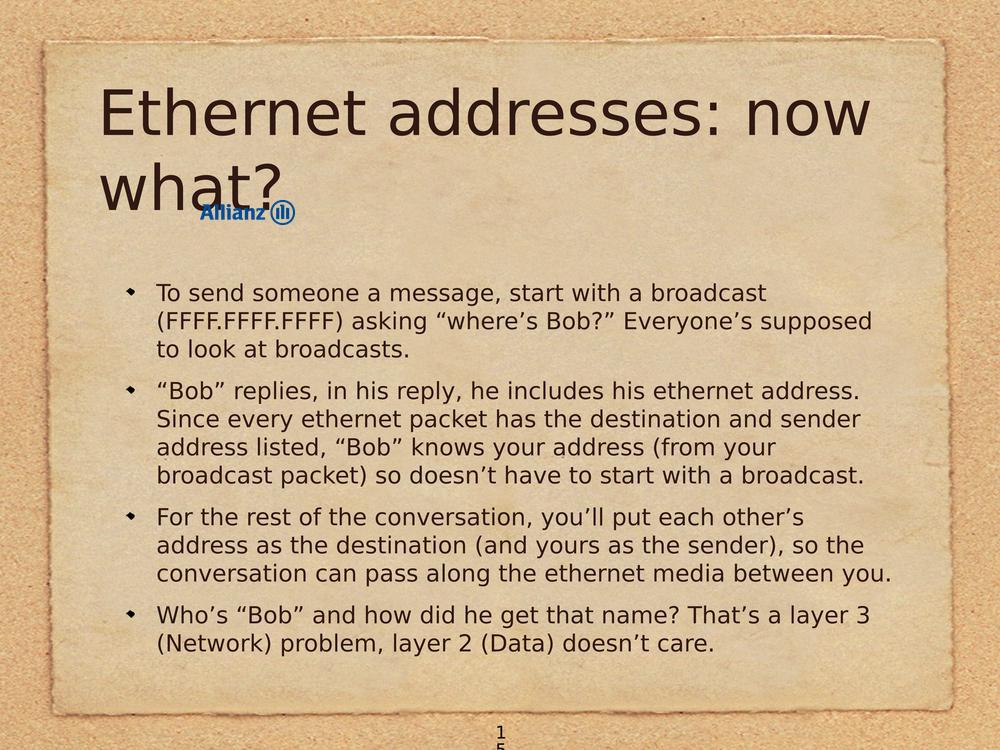 Ethernet addresses: now
what?
Allianz
To send someone a message, start with a broadcast
(FFFF.FFFF.FFFF) asking “where’s Bob?” Everyone’s supposed
to look at broadcasts.
“Bob” replies, in his reply, he includes his ethernet address.
Since every ethernet packet has the destination and sender
address listed, “Bob” knows your address (from your
broadcast packet) so doesn’t have to start with a broadcast.
For the rest of the conversation, you’ll put each other’s
address as the destination (and yours as the sender), so the
conversation can pass along the ethernet media between you.
Who’s “Bob” and how did he get that name? That’s a layer 3
(Network) problem, layer 2 (Data) doesn’t care.
1
5